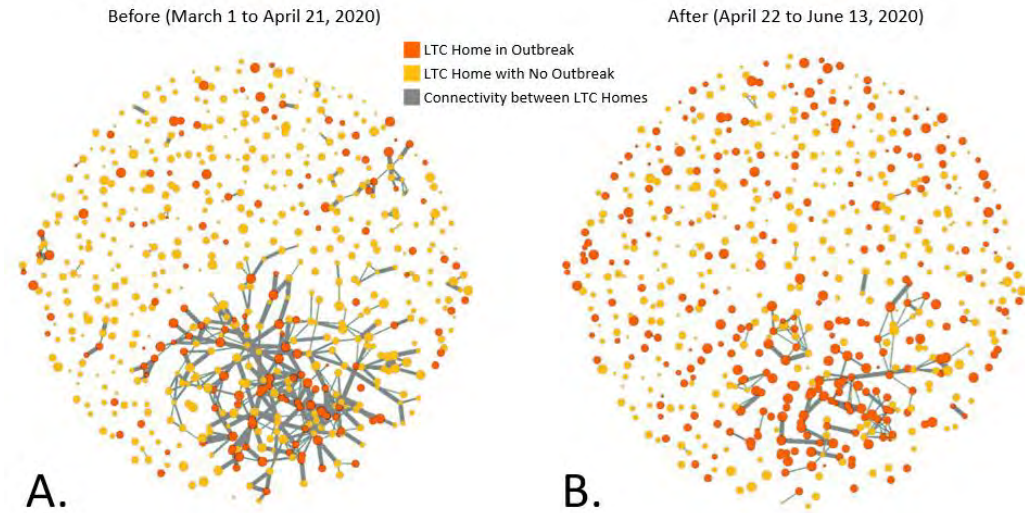 Before (March 1 to April 21, 2020)
After (April 22 to June 13, 2020)
LTC Home in Outbreak
LTC Home with No Outbreak
Connectivity between LTC Homes
A.
B.